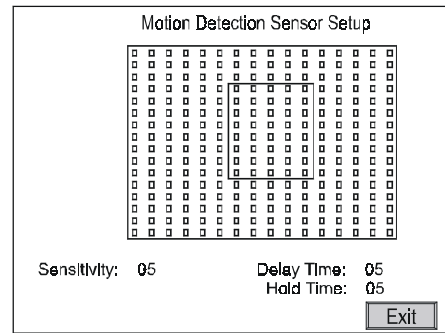 Motion Detection Sensor Setup
Sensitivity: 05 Delay Time: 05
Hold Time: 05
Exit